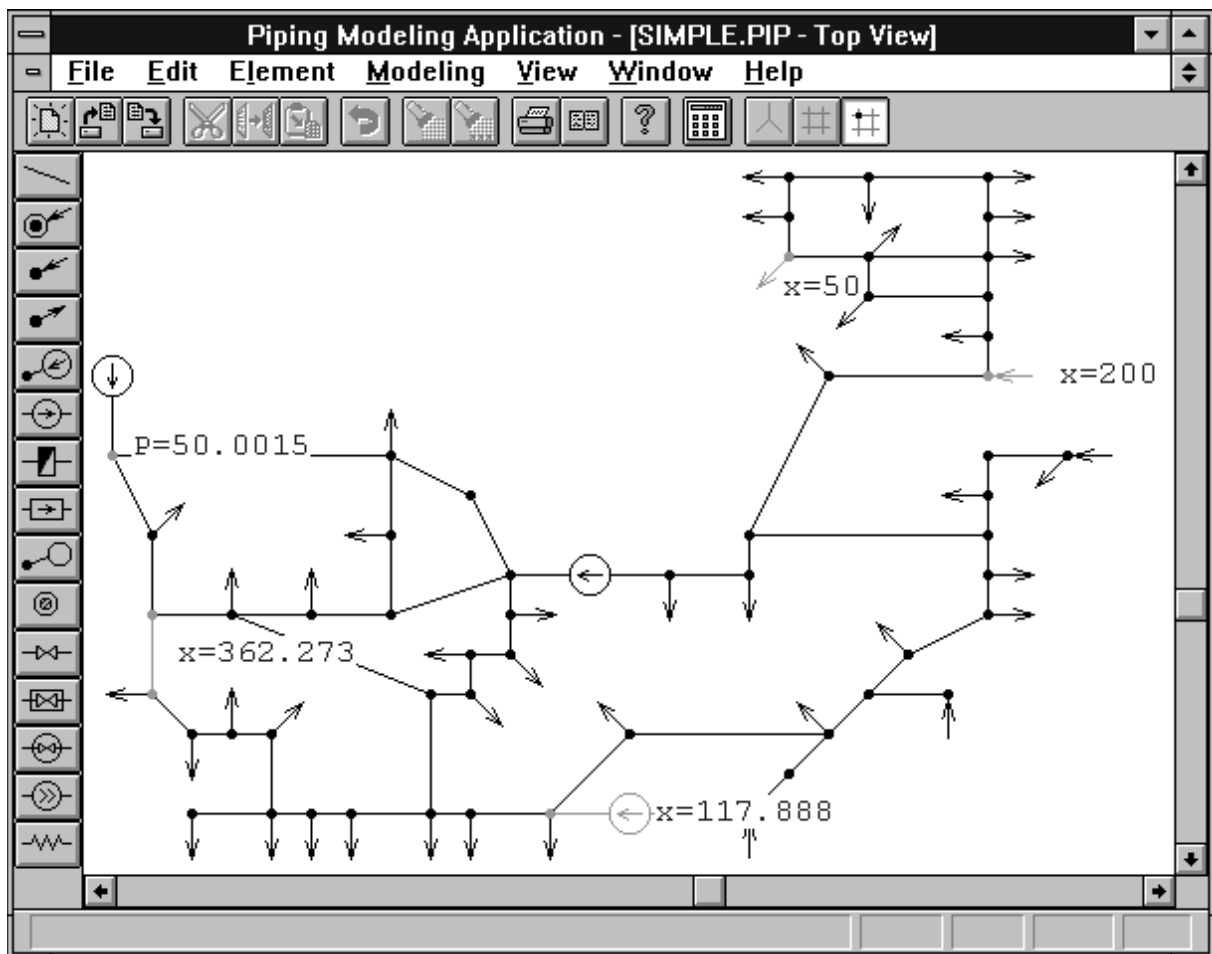 Piping Modeling Application - [SIMPLE.PIP - Top View]
File Edit Element Modeling View Window Help
x=50
x=200
P=50.0015
x=362.273
x=117.888